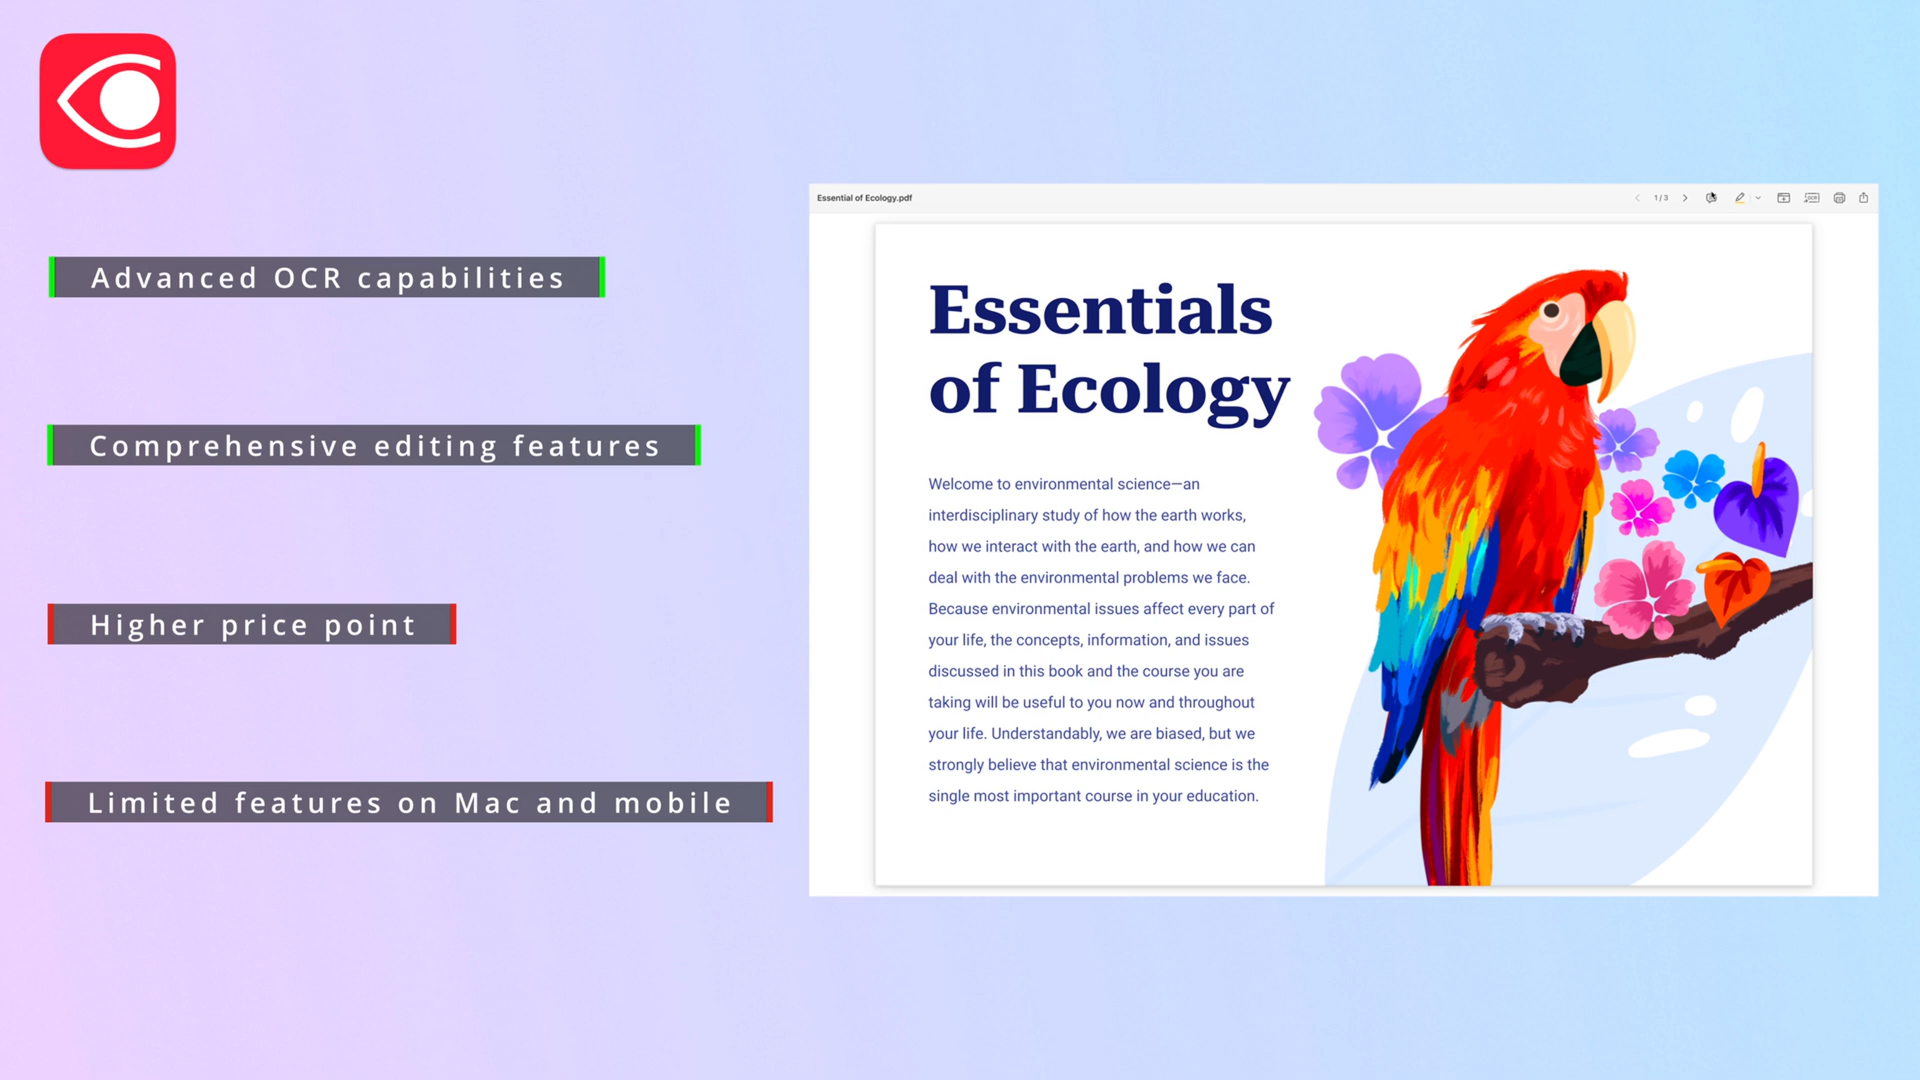 Advanced OCR capabilities
Comprehensive editing features
Higher price point
Limited features on Mac and mobile
Essential of Ecology.pdf
1/3
Essentials
of Ecology
Welcome to environmental science—an
interdisciplinary study of how the earth works,
how we interact with the earth, and how we can
deal with the environmental problems we face.
Because environmental issues affect every part of
your life, the concepts, information, and issues
discussed in this book and the course you are
taking will be useful to you now and throughout
your life. Understandably, we are biased, but we
strongly believe that environmental science is the
single most important course in your education.